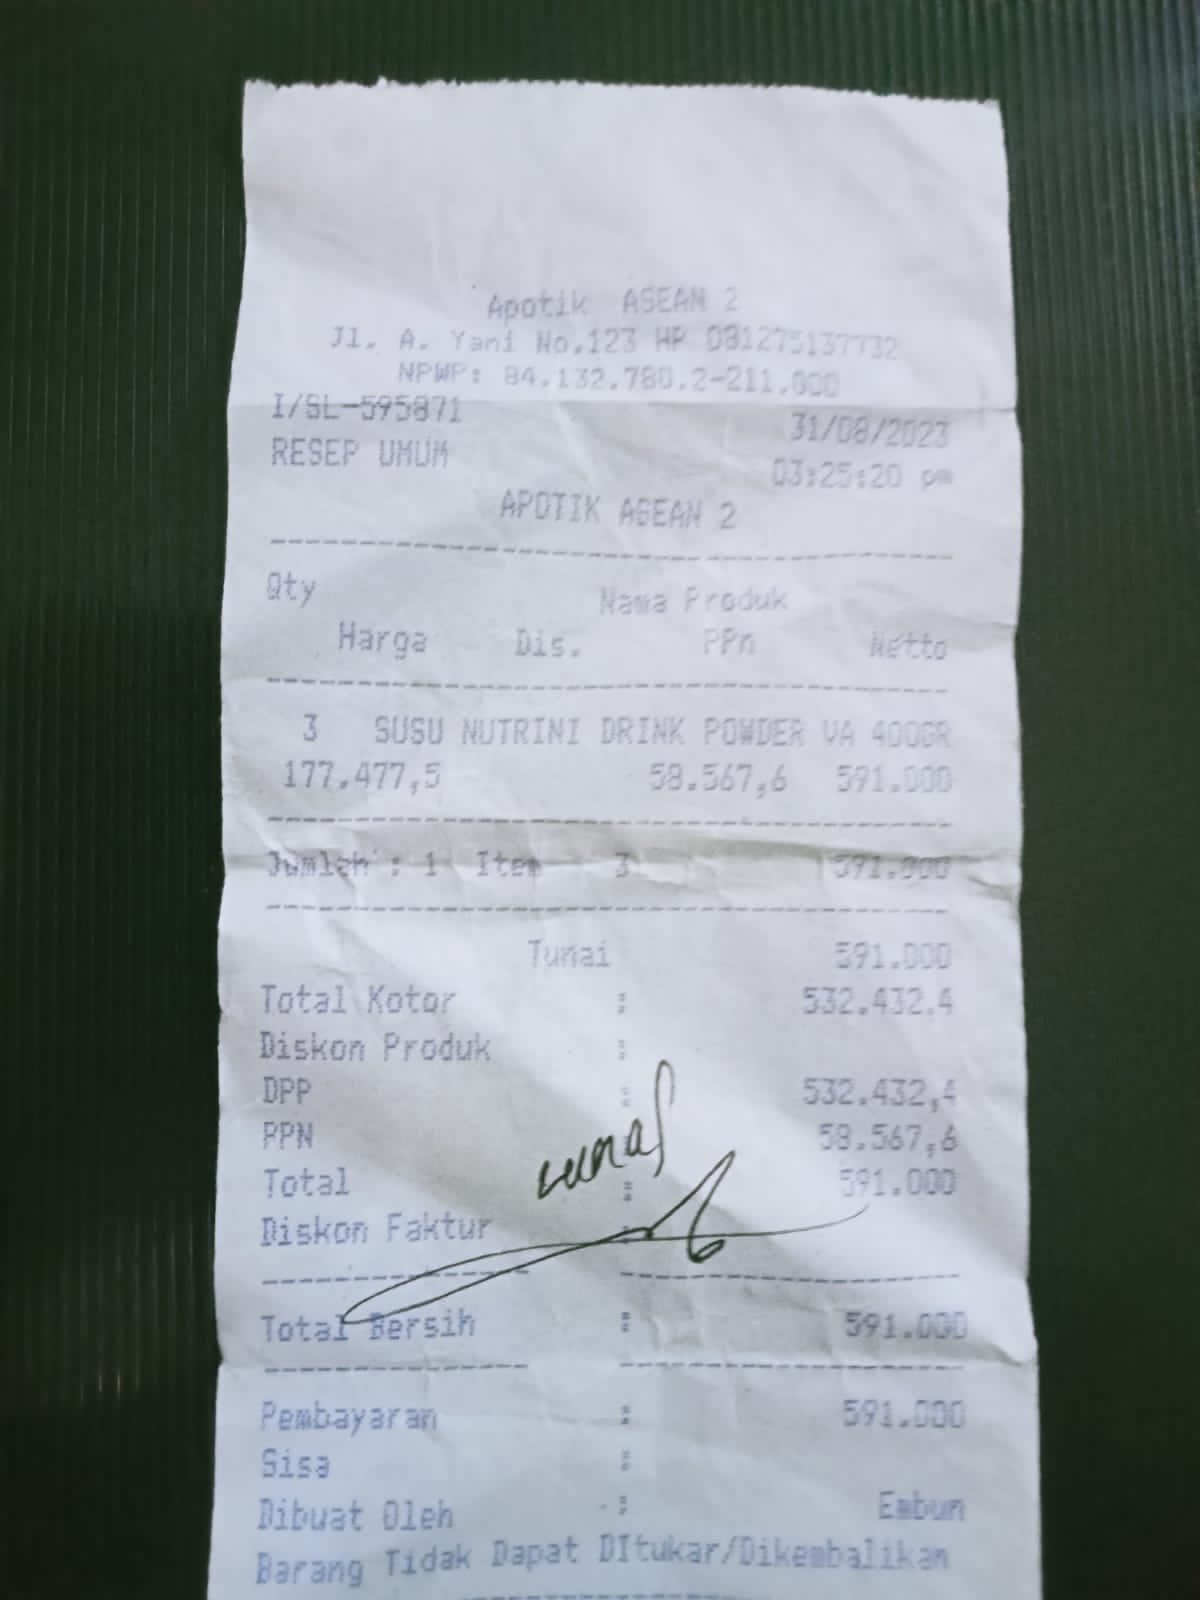 Apotik ASEAN 2
Jl. A. Yani No.123 HP 081275137732
NPWP: 84.132.780.2-211.000
I/SL-595871 31/08/2023
RESEP UMUM 03:25:20 pm
APOTIK ASEAN 2
Qty Nama Produk
Harga Dis. PPn Netto
3 SUSU NUTRINI DRINK POWDER VA 400GR
177.477,5 58.567,6 591.000
Jumlah : 1 Item 3 591.000
Tunai 591.000
Total Kotor : 532.432.4
Diskon Produk :
DPP : 532.432,4
PPN 58.567,6
lunas
Total : 591.000
Diskon Faktur :
Total Bersih : 591.000
Pembayaran : 591.000
Sisa :
Dibuat Oleh : Embun
Barang Tidak Dapat DItukar/Dikembalikan